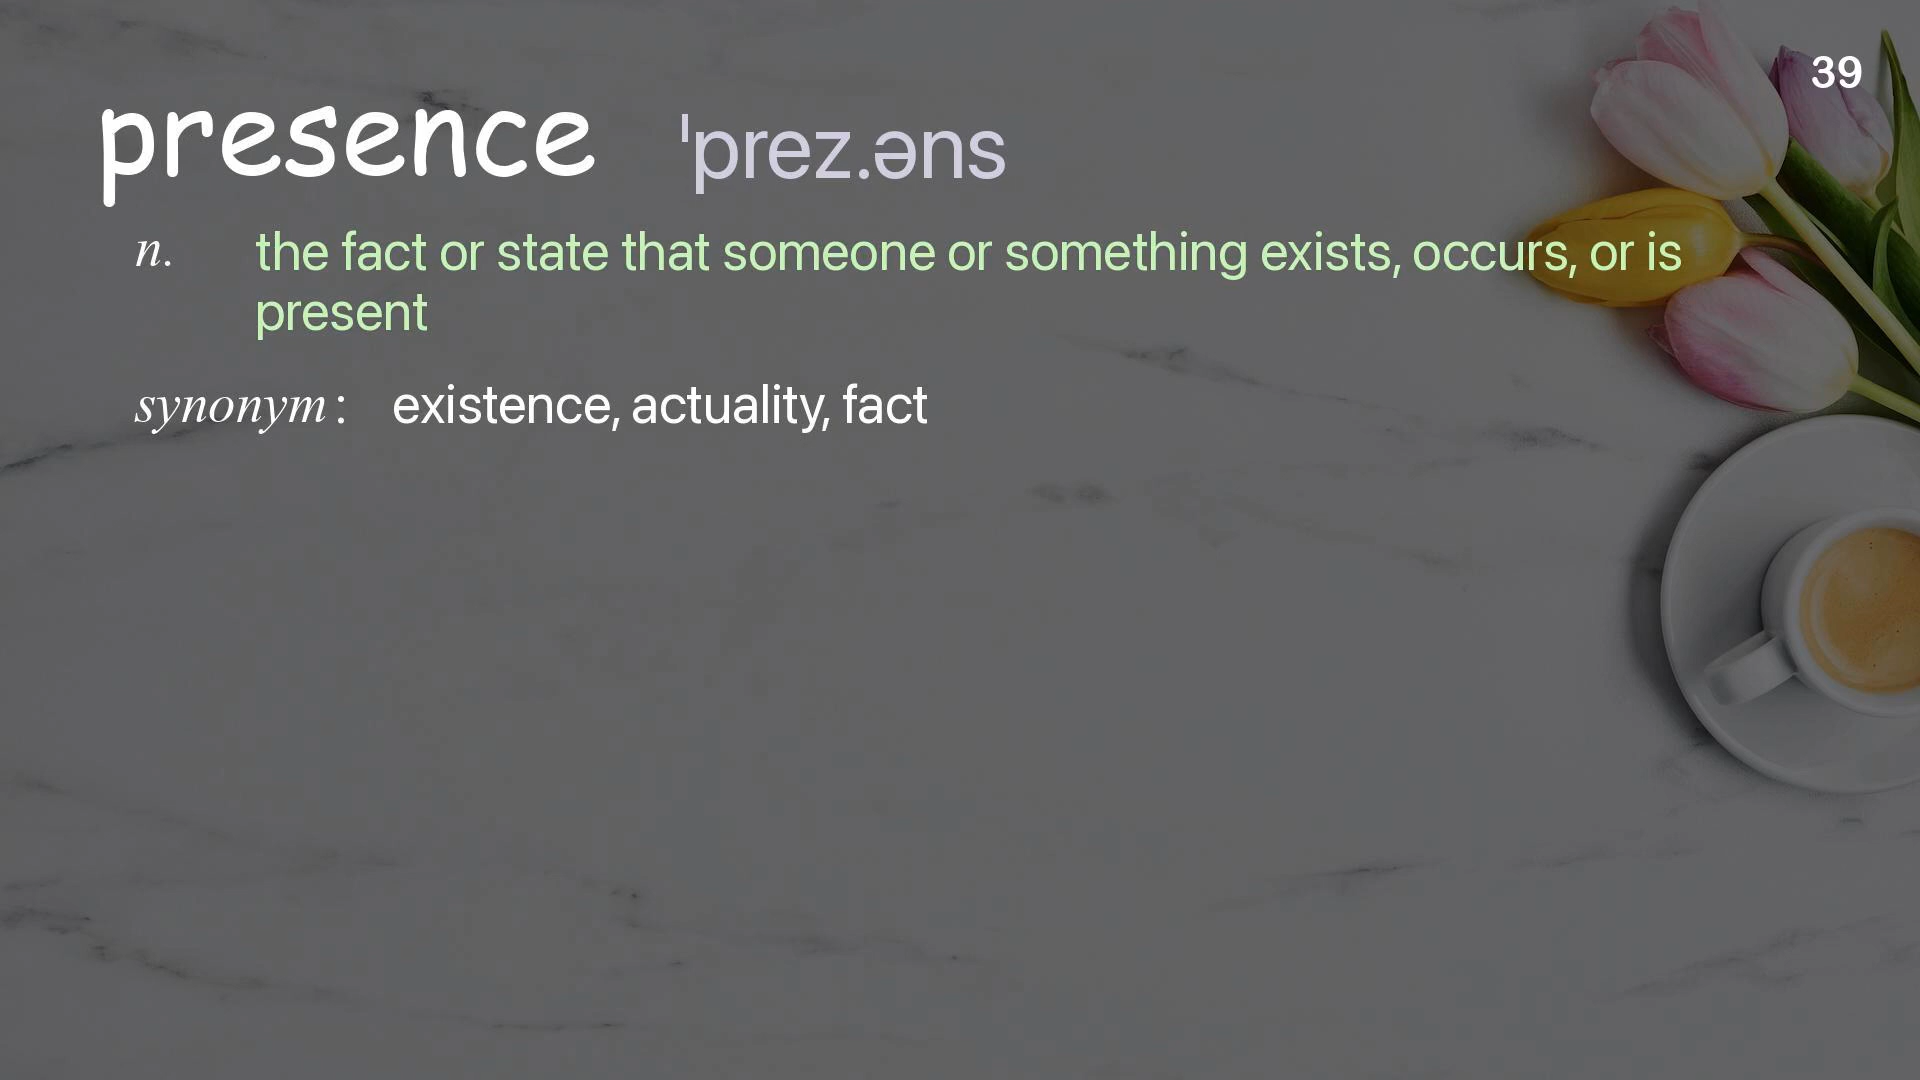 39
presence ˈprez.əns
n. the fact or state that someone or something exists, occurs, or is
present
synonym: existence, actuality, fact